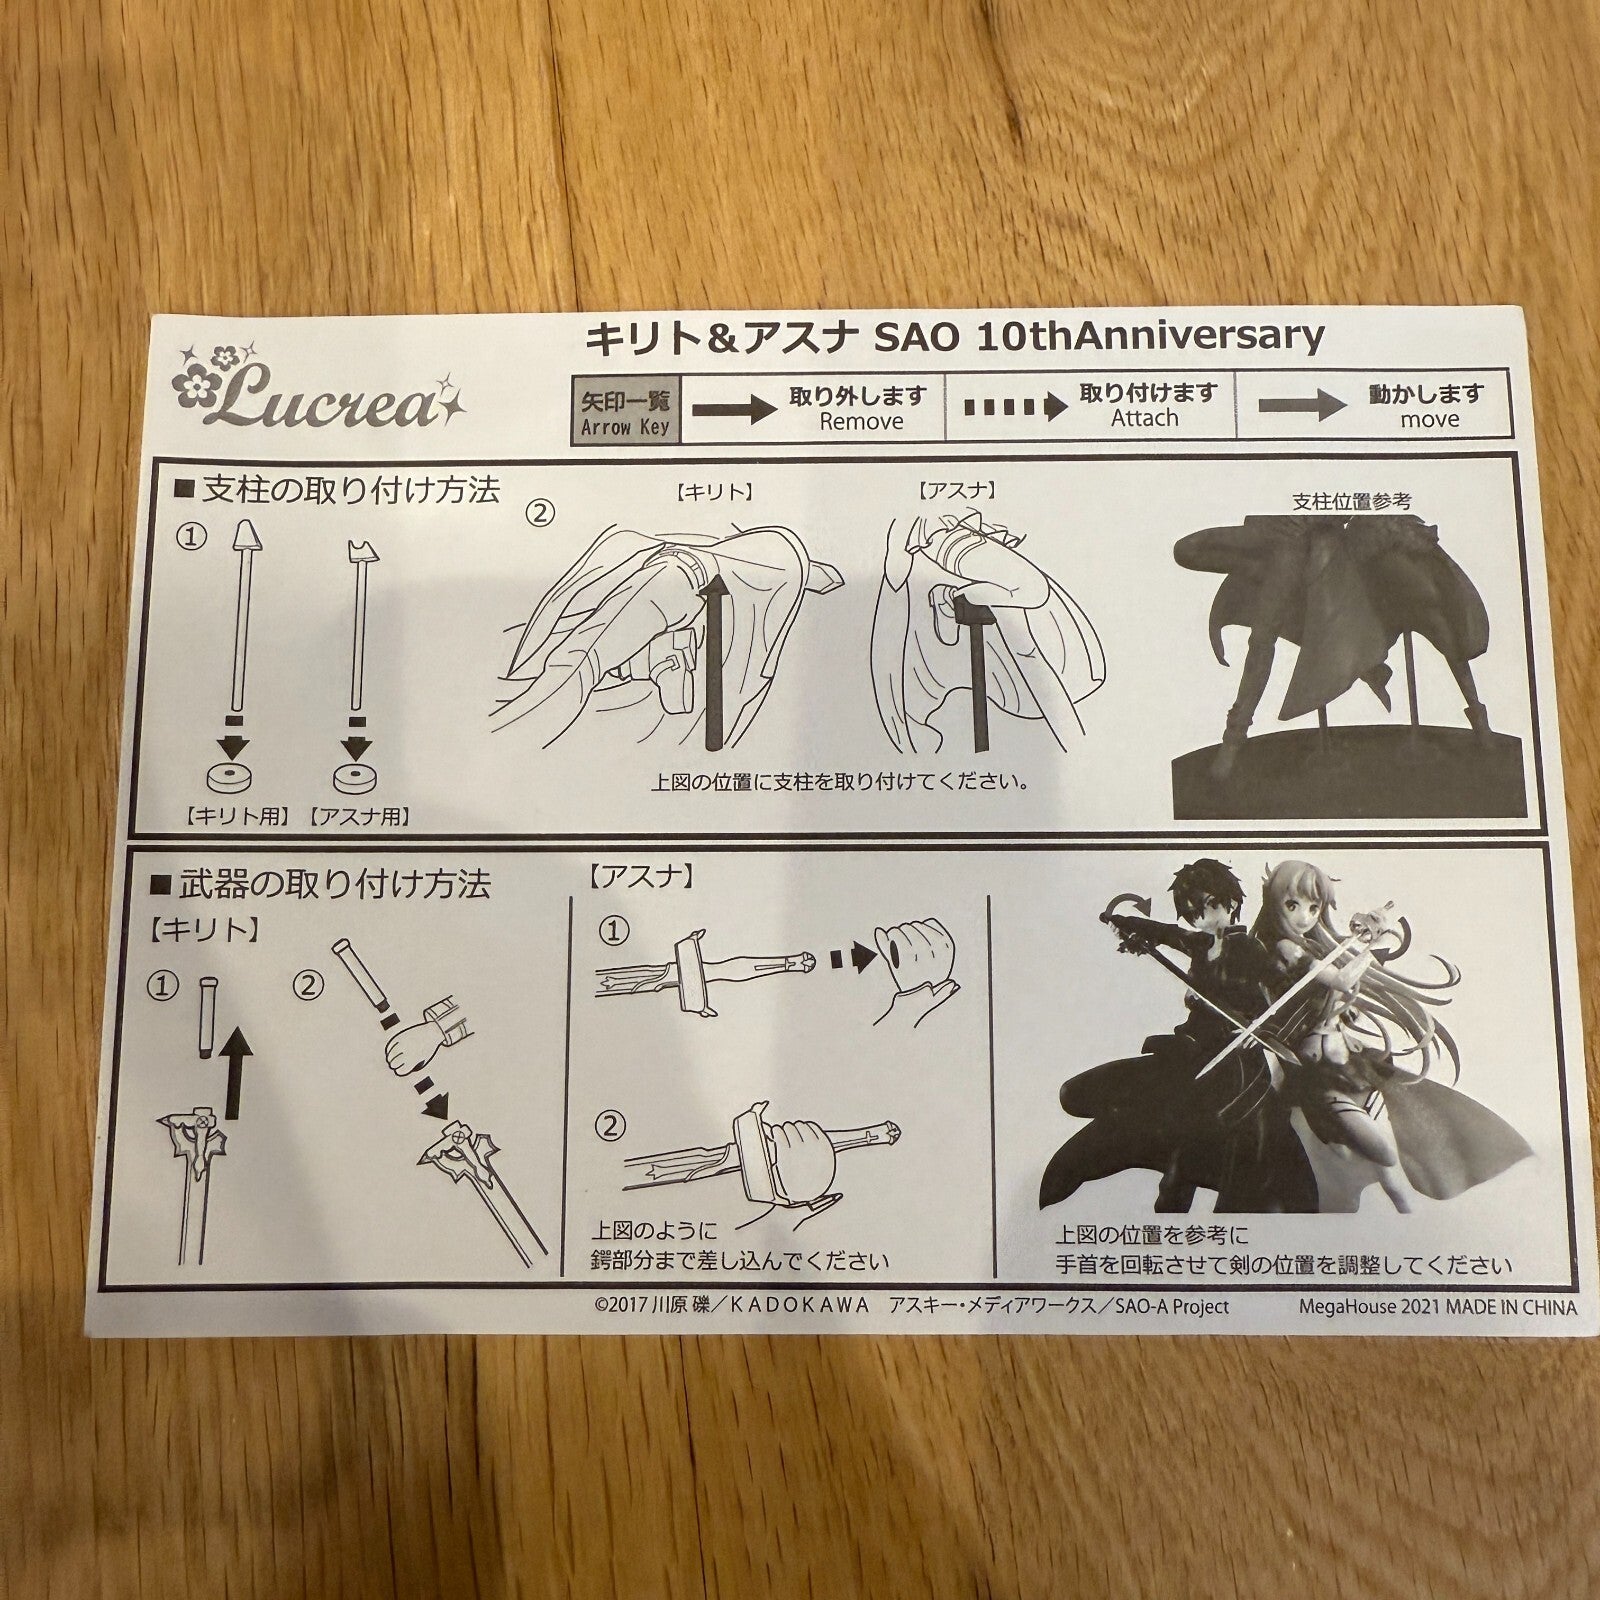 Lucrea
キリト&アスナ SAO 10thAnniversary
矢印一覧
Arrow Key
取り外します
Remove
取り付けます
Attach
動かします
move
■支柱の取り付け方法
①
②
【キリト】
【アスナ】
支柱位置参考
【キリト用】
【アスナ用】
上図の位置に支柱を取り付けてください。
■武器の取り付け方法
【キリト】
①
②
【アスナ】
①
②
上図のように
鍔部分まで差し込んでください
上図の位置を参考に
手首を回転させて剣の位置を調整してください
©2017 川原 礫／KADOKAWA アスキー・メディアワークス／SAO-A Project
MegaHouse 2021 MADE IN CHINA